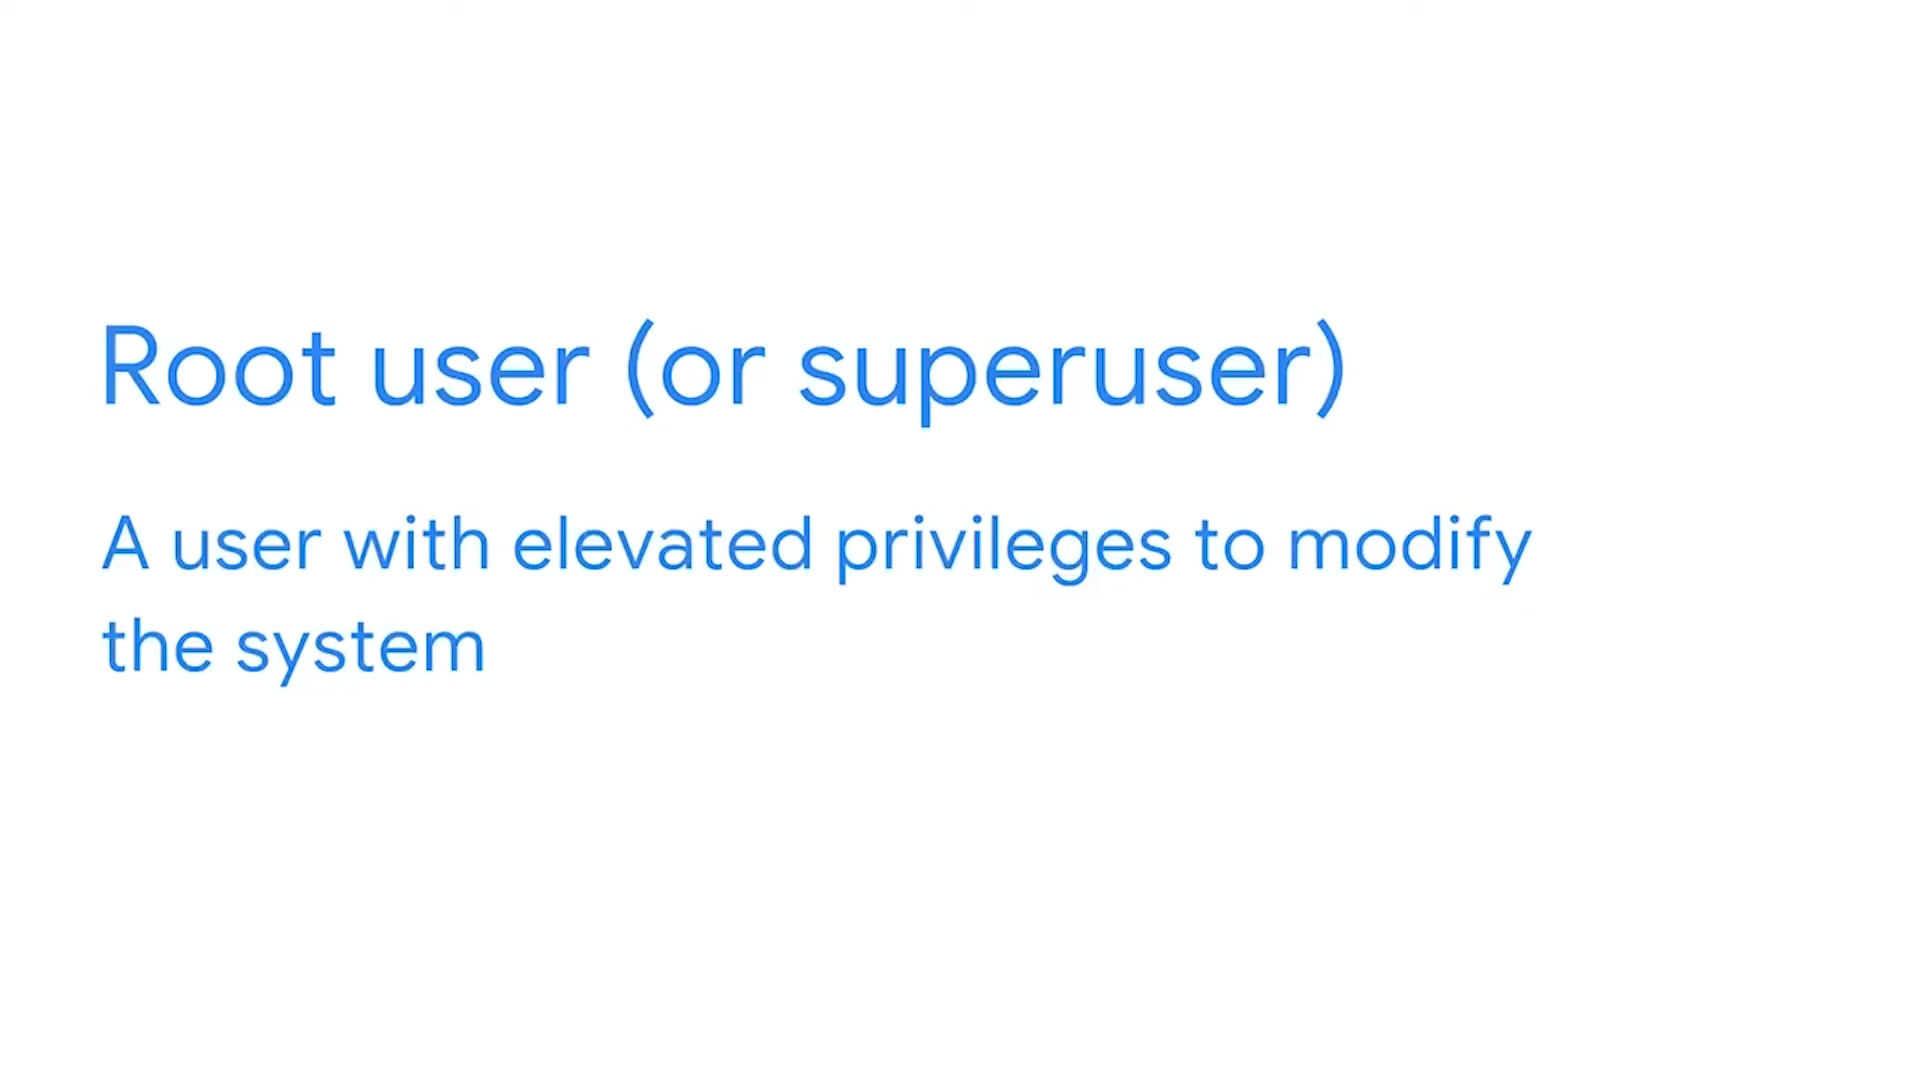 Root user (or superuser)
A user with elevated privileges to modify
the system